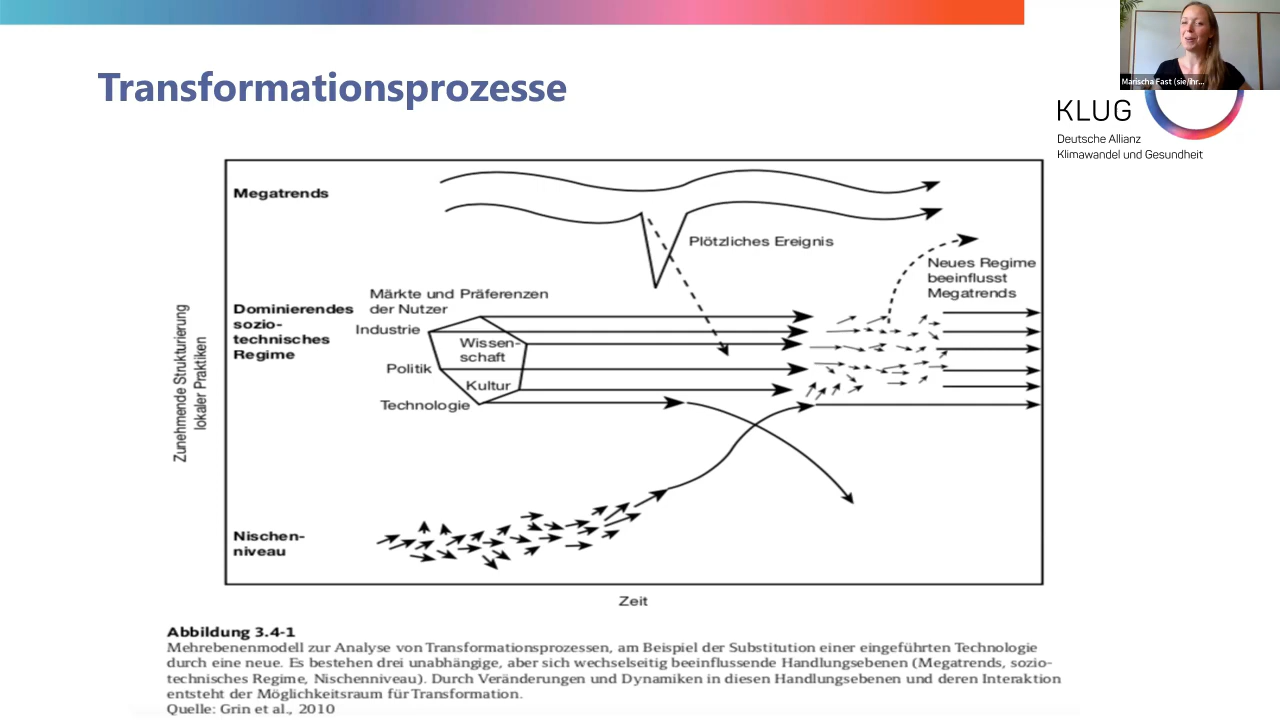 Transformationsprozesse
Marischa Fast (sie/ihr...
KLUG
Deutsche Allianz
Klimawandel und Gesundheit
Megatrends
Plötzliches Ereignis
Neues Regime
beeinflusst
Megatrends
Dominierendes
sozio-
technisches
Regime
Märkte und Präferenzen
der Nutzer
Industrie
Wissen-
schaft
Politik
Kultur
Technologie
Zunehmende Strukturierung
lokaler Praktiken
Nischen-
niveau
Zeit
Abbildung 3.4-1
Mehrebenenmodell zur Analyse von Transformationsprozessen, am Beispiel der Substitution einer eingeführten Technologie
durch eine neue. Es bestehen drei unabhängige, aber sich wechselseitig beeinflussende Handlungsebenen (Megatrends, sozio-
technisches Regime, Nischenniveau). Durch Veränderungen und Dynamiken in diesen Handlungsebenen und deren Interaktion
entsteht der Möglichkeitsraum für Transformation.
Quelle: Grin et al., 2010